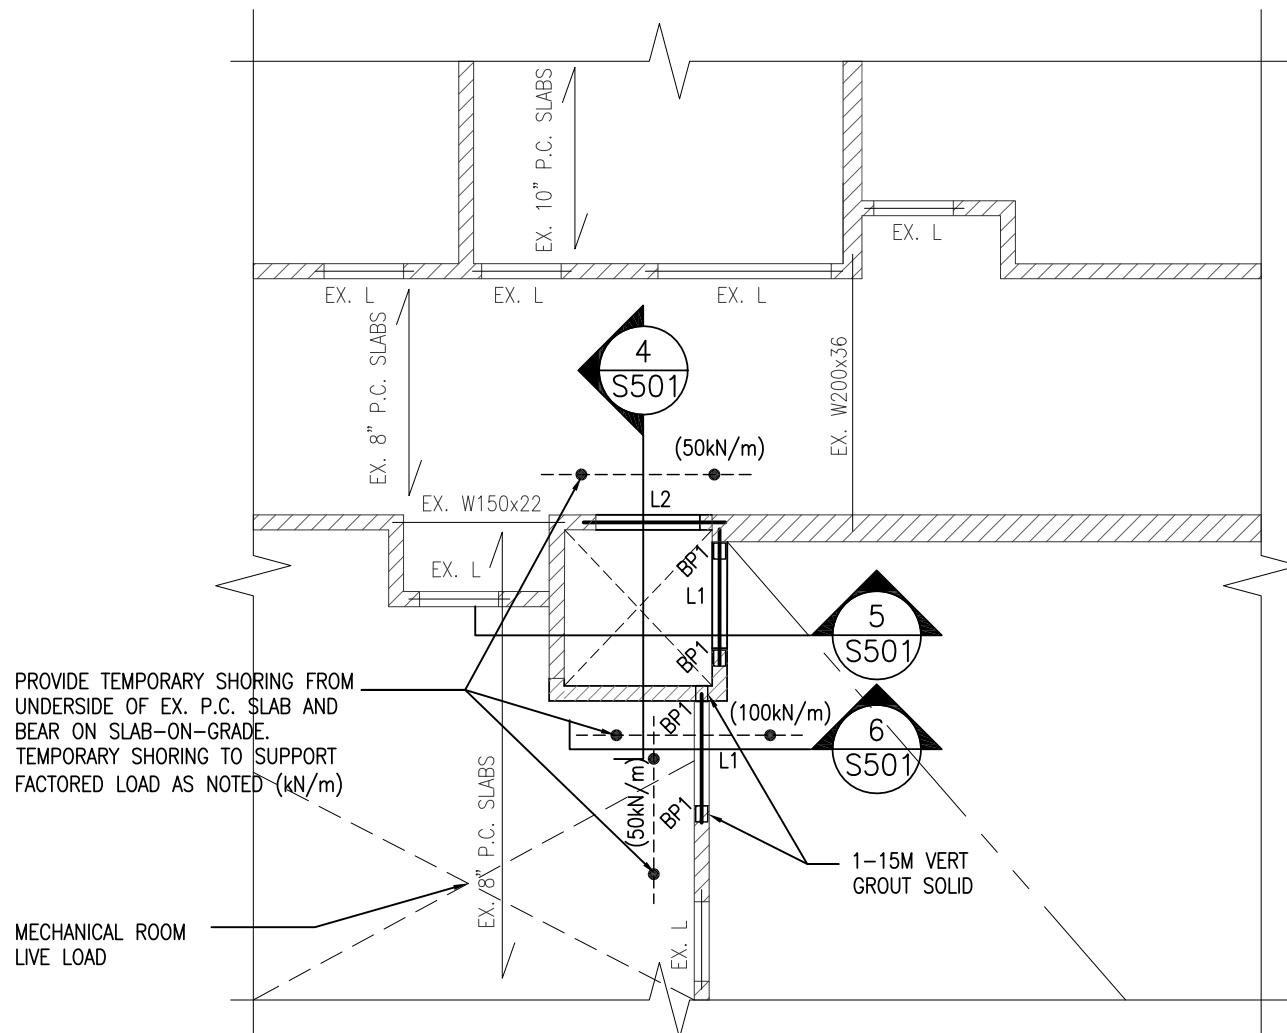 EX. 10" P.C. SLABS
EX. L
EX. L
EX. L
EX. L
EX. 8" P.C. SLABS
4
S501
EX. W200x36
(50kN/m)
EX. W150x22
L2
EX. L
BP1
L1
BP1
5
S501
PROVIDE TEMPORARY SHORING FROM
UNDERSIDE OF EX. P.C. SLAB AND
BEAR ON SLAB-ON-GRADE.
TEMPORARY SHORING TO SUPPORT
FACTORED LOAD AS NOTED (kN/m)
BP1
(100kN/m)
L1
6
S501
(50kN/m)
BP1
EX. 8" P.C. SLABS
1-15M VERT
GROUT SOLID
MECHANICAL ROOM
LIVE LOAD
EX. L